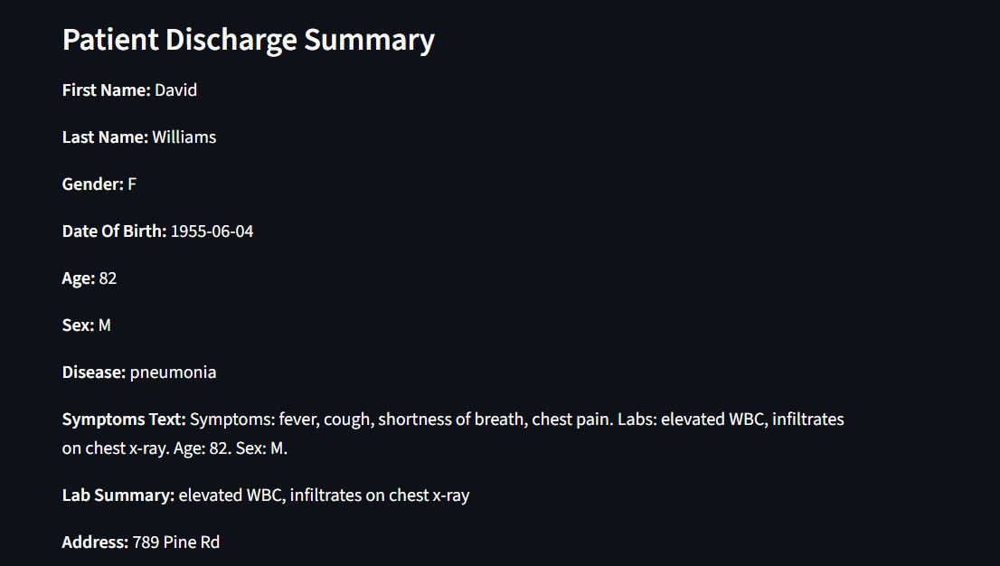 Patient Discharge Summary
First Name: David
Last Name: Williams
Gender: F
Date Of Birth: 1955-06-04
Age: 82
Sex: M
Disease: pneumonia
Symptoms Text: Symptoms: fever, cough, shortness of breath, chest pain. Labs: elevated WBC, infiltrates
on chest x-ray. Age: 82. Sex: M.
Lab Summary: elevated WBC, infiltrates on chest x-ray
Address: 789 Pine Rd